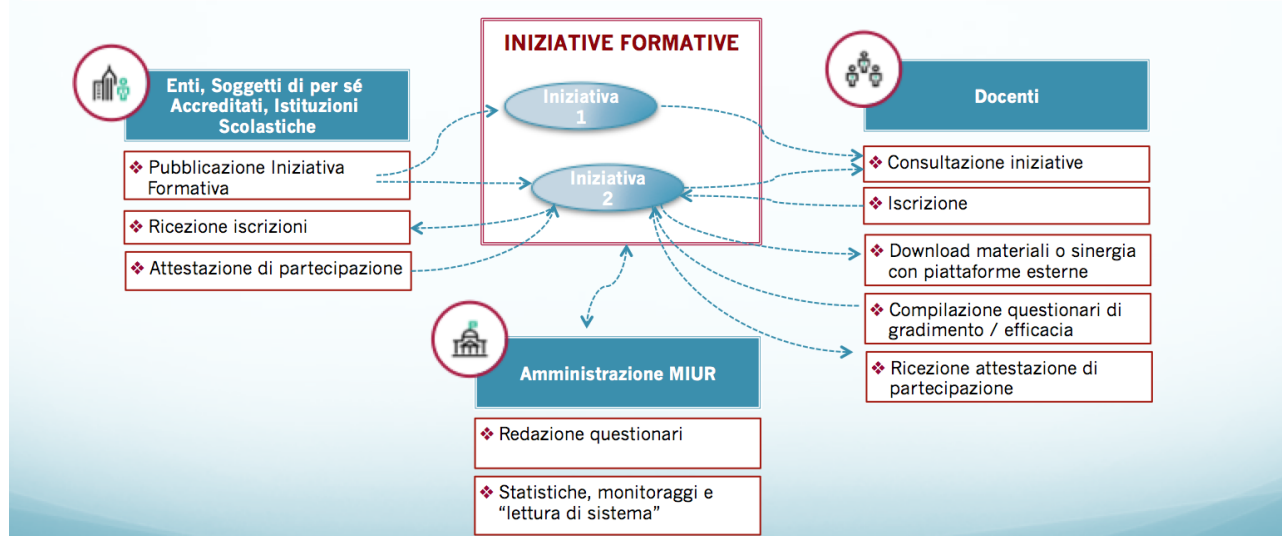 INIZIATIVE FORMATIVE
Iniziativa
1
Iniziativa
2
Enti, Soggetti di per sé
Accreditati, Istituzioni
Scolastiche
❖ Pubblicazione Iniziativa
Formativa
❖ Ricezione iscrizioni
❖ Attestazione di partecipazione
Docenti
❖ Consultazione iniziative
❖ Iscrizione
❖ Download materiali o sinergia
con piattaforme esterne
❖ Compilazione questionari di
gradimento / efficacia
❖ Ricezione attestazione di
partecipazione
Amministrazione MIUR
❖ Redazione questionari
❖ Statistiche, monitoraggi e
“lettura di sistema”